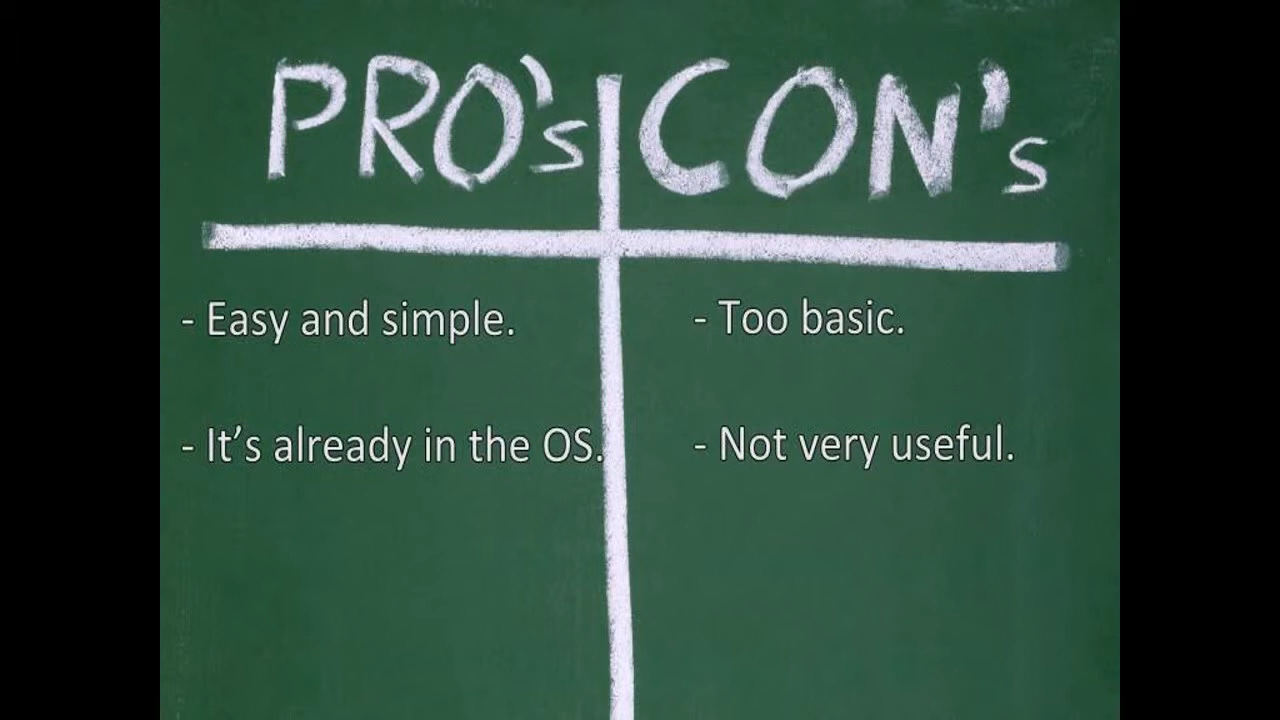 PRO's CON's
- Easy and simple.
- Too basic.
- It’s already in the OS.
- Not very useful.